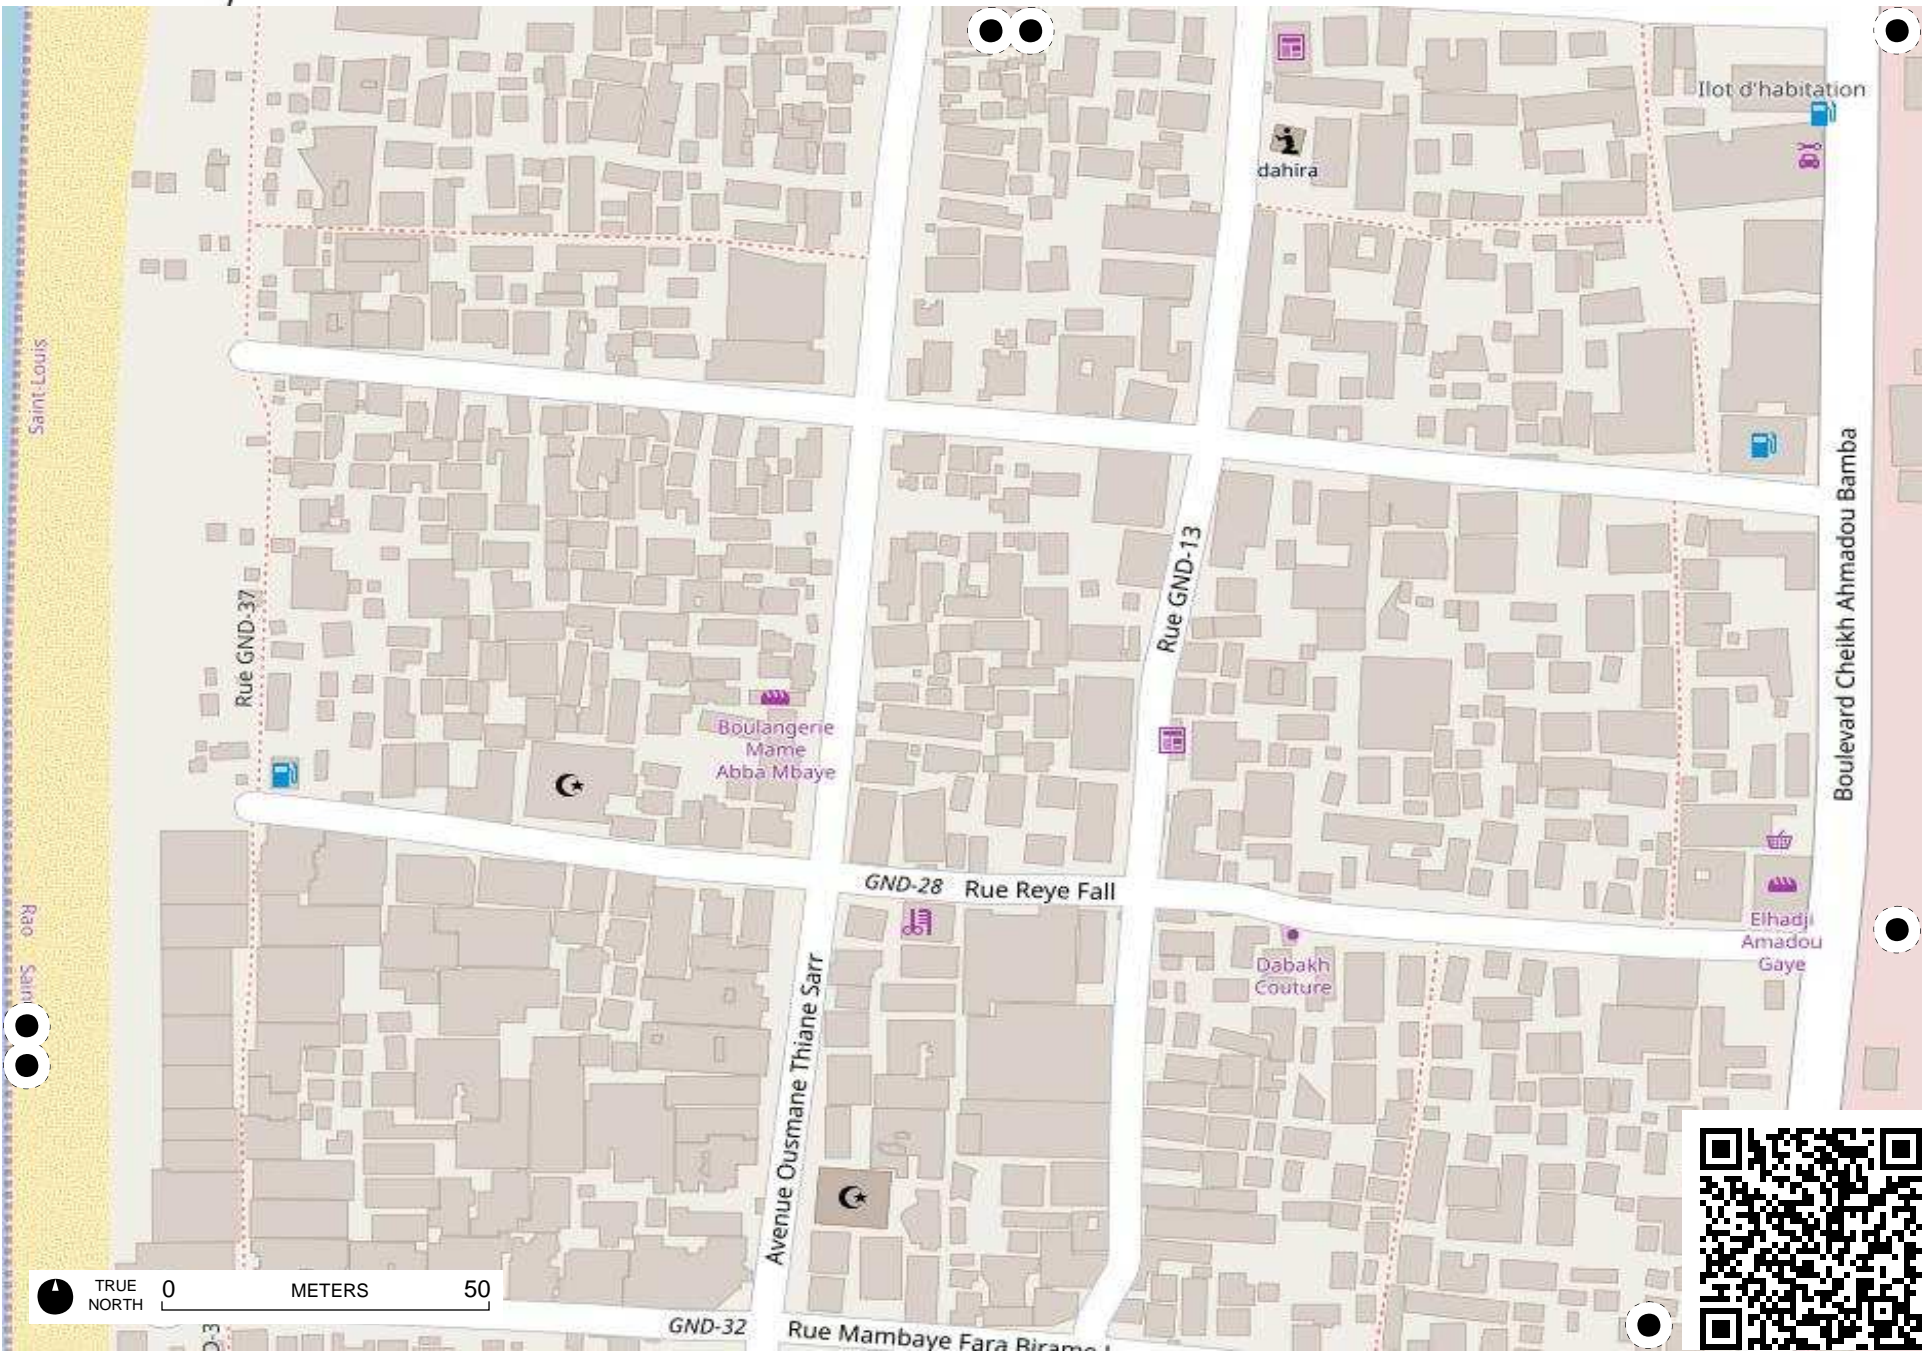 Ilot d'habitation
dahira
Saint-Louis
Boulevard Cheikh Ahmadou Bamba
Rue GND-13
Rue GND-37
Boulangerie
Mame
Abba Mbaye
GND-28 Rue Reye Fall
Elhadji
Amadou
Gaye
Dabakh
Couture
Rao
Avenue Ousmane Thiane Sarr
TRUE
NORTH
0 METERS 50
GND-32 Rue Mambaye Fara Birame